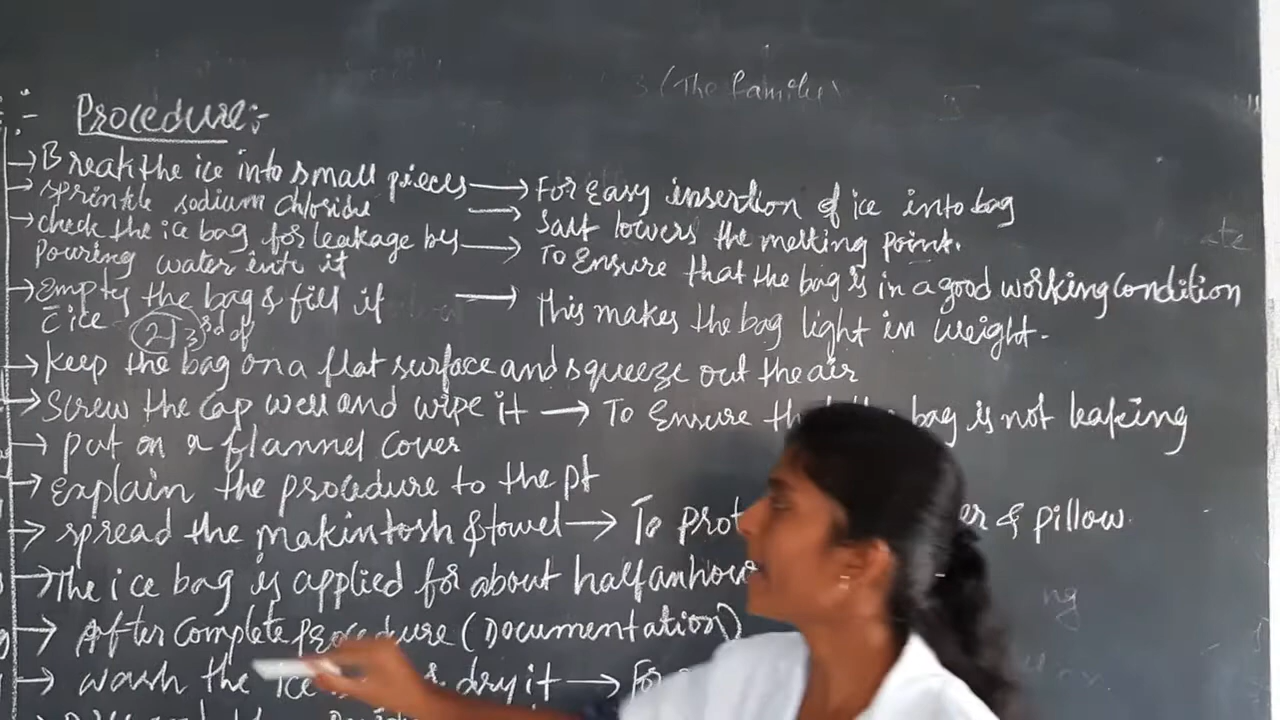 (The Family)
:- Procedure:-
→ Break the ice into small pieces → For Easy insertion of ice into bag
→ sprinkle sodium chloride → Salt lowers the melting point.
→ check the ice bag for leakage by → To Ensure that the bag is in a good working condition
pouring water into it
→ Empty the bag & fill it → This makes the bag light in weight.
c̄ ice 2/3rd of
→ keep the bag on a flat surface and squeeze out the air
→ Screw the cap well and wipe it → To Ensure the bag is not leaking
→ put on a flannel cover
→ Explain the procedure to the pt
→ spread the makintosh & towel → To & pillow.
→ The ice bag is applied for about half an hour
→ After Complete Procedure (Documentation)
→ wash the ice & dry it → For